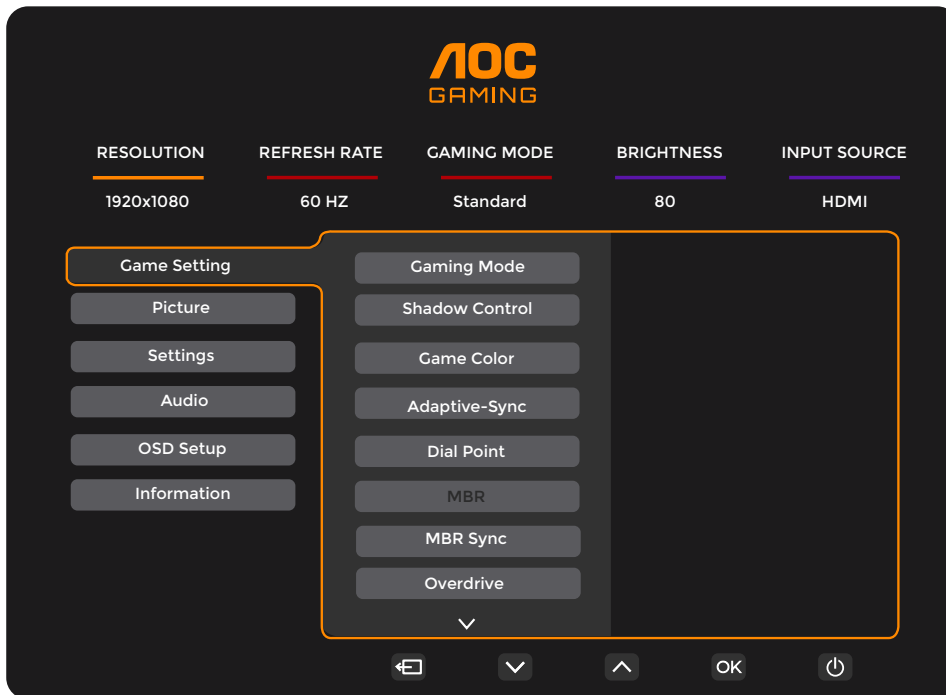 AOC
GAMING
RESOLUTION REFRESH RATE GAMING MODE BRIGHTNESS INPUT SOURCE
1920x1080 60 HZ Standard 80 HDMI
Game Setting
Picture
Settings
Audio
OSD Setup
Information
Gaming Mode
Shadow Control
Game Color
Adaptive-Sync
Dial Point
MBR
MBR Sync
Overdrive
OK